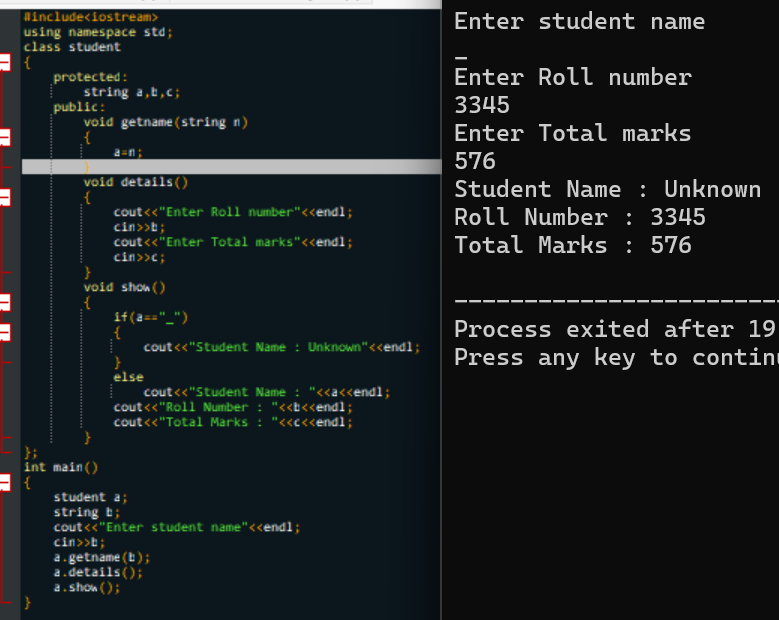 #include<iostream>
using namespace std;
class student
{
protected:
string a,b,c;
public:
void getname(string n)
{
a=n;
}
void details()
{
cout<<"Enter Roll number"<<endl;
cin>>b;
cout<<"Enter Total marks"<<endl;
cin>>c;
}
void show()
{
if(a=="_")
{
cout<<"Student Name : Unknown"<<endl;
}
else
cout<<"Student Name : "<<a<<endl;
cout<<"Roll Number : "<<b<<endl;
cout<<"Total Marks : "<<c<<endl;
}
};
int main()
{
student a;
string b;
cout<<"Enter student name"<<endl;
cin>>b;
a.getname(b);
a.details();
a.show();
}
Enter student name
_
Enter Roll number
3345
Enter Total marks
576
Student Name : Unknown
Roll Number : 3345
Total Marks : 576
-----------------------
Process exited after 19
Press any key to continu